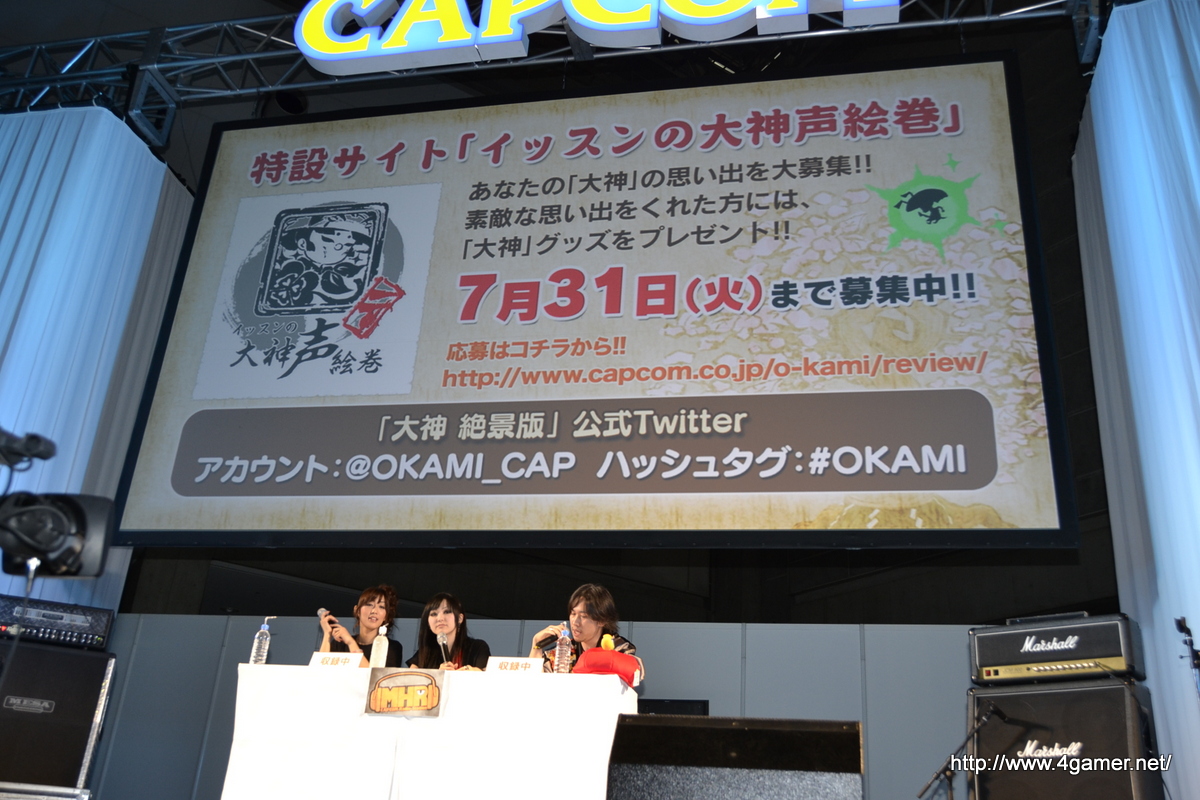 CAPCOM
特設サイト「イッスンの大神声絵巻」
あなたの「大神」の思い出を大募集!!
素敵な思い出をくれた方には、
「大神」グッズをプレゼント!!
7月31日(火)まで募集中!!
イッスンの
大神声絵巻
応募はコチラから!!
http://www.capcom.co.jp/o-kami/review/
「大神 絶景版」公式Twitter
アカウント:@OKAMI_CAP ハッシュタグ:#OKAMI
収録中
収録中
MHR
MESA
Marshall
Marshall
http://www.4gamer.net/